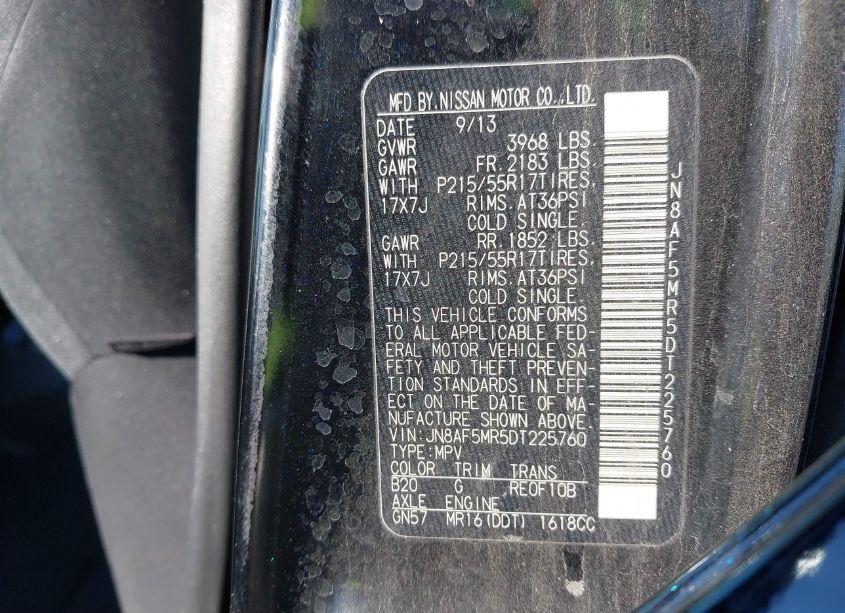 MFD BY.NISSAN MOTOR CO.,LTD.
DATE 9/13
GVWR 3968 LBS.
GAWR FR 2183 LBS.
WITH P215/55R17TIRES,
17X7J RIMS.AT36PSI
COLD SINGLE.
GAWR RR.1852 LBS.
WITH P215/55R17TIRES,
17X7J RIMS.AT36PSI
COLD SINGLE.
THIS VEHICLE CONFORMS
TO ALL APPLICABLE FED-
ERAL MOTOR VEHICLE SA-
FETY AND THEFT PREVEN-
TION STANDARDS IN EFF-
ECT ON THE DATE OF MA-
NUFACTURE SHOWN ABOVE.
VIN:JN8AF5MR5DT225760
TYPE:MPV
COLOR TRIM TRANS
B20 G REOF10B
AXLE ENGINE
GN57 MR16(DDT) 1618CC
JN8AF5MR5DT225760